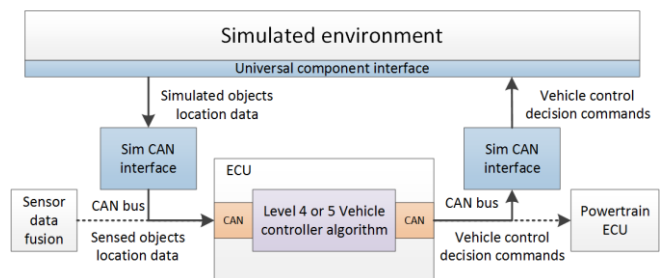 Simulated environment
Universal component interface
Simulated objects
location data
Vehicle control
decision commands
Sim CAN
interface
Sim CAN
interface
ECU
Sensor
data
fusion
CAN bus
Sensed objects
location data
CAN
Level 4 or 5 Vehicle
controller algorithm
CAN
CAN bus
Vehicle control
decision commands
Powertrain
ECU